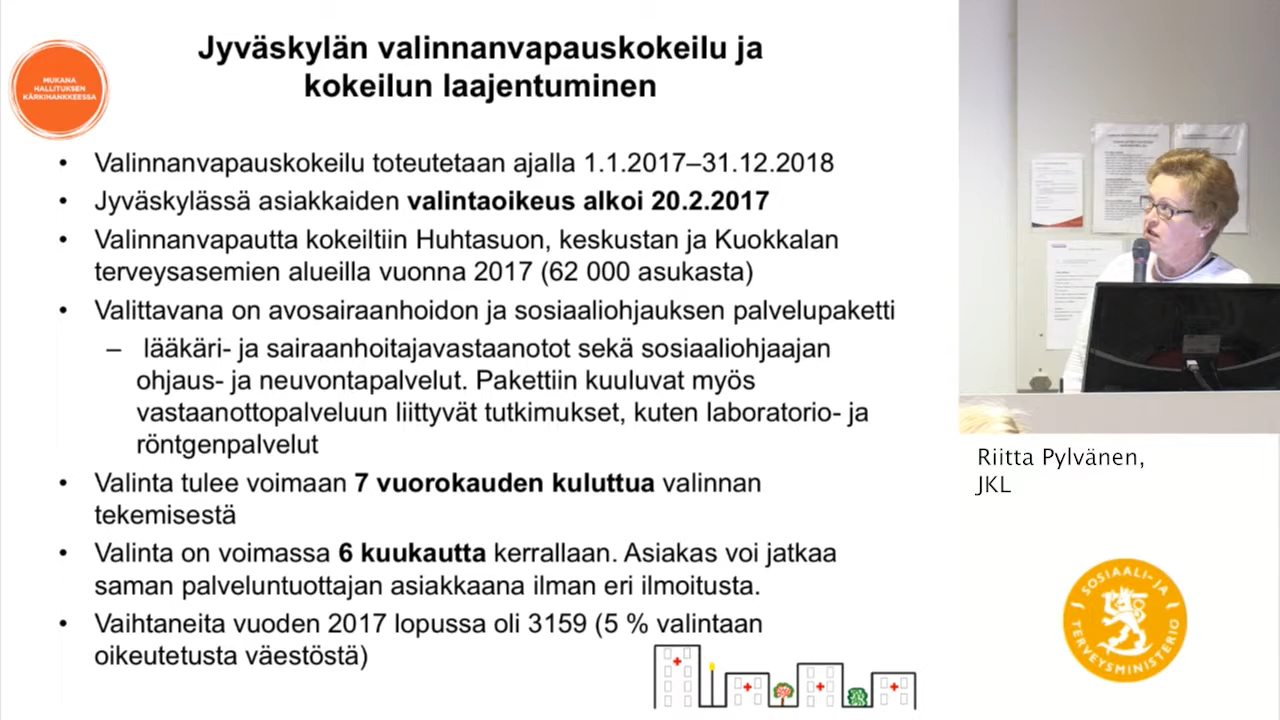 Jyväskylän valinnanvapauskokeilu ja
kokeilun laajentuminen
MUKANA
HALLITUKSEN
KÄRKIHANKKEESSA
• Valinnanvapauskokeilu toteutetaan ajalla 1.1.2017–31.12.2018
• Jyväskylässä asiakkaiden valintaoikeus alkoi 20.2.2017
• Valinnanvapautta kokeiltiin Huhtasuon, keskustan ja Kuokkalan
terveysasemien alueilla vuonna 2017 (62 000 asukasta)
• Valittavana on avosairaanhoidon ja sosiaaliohjauksen palvelupaketti
– lääkäri- ja sairaanhoitajavastaanotot sekä sosiaaliohjaajan
ohjaus- ja neuvontapalvelut. Pakettiin kuuluvat myös
vastaanottopalveluun liittyvät tutkimukset, kuten laboratorio- ja
röntgenpalvelut
• Valinta tulee voimaan 7 vuorokauden kuluttua valinnan
tekemisestä
• Valinta on voimassa 6 kuukautta kerrallaan. Asiakas voi jatkaa
saman palveluntuottajan asiakkaana ilman eri ilmoitusta.
• Vaihtaneita vuoden 2017 lopussa oli 3159 (5 % valintaan
oikeutetusta väestöstä)
Riitta Pylvänen,
JKL
SOSIAALI- JA
TERVEYSMINISTERIÖ